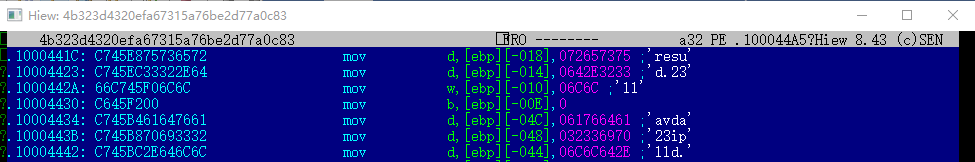 Hiew: 4b323d4320efa67315a76be2d77a0c83
4b323d4320efa67315a76be2d77a0c83 FRO -------- a32 PE .100044A5?Hiew 8.43 (c)SEN
.1000441C: C745E875736572 mov d,[ebp][-018],072657375 ;'resu'
?.10004423: C745EC33322E64 mov d,[ebp][-014],0642E3233 ;'d.23'
?.1000442A: 66C745F06C6C mov w,[ebp][-010],06C6C ;'ll'
?.10004430: C645F200 mov b,[ebp][-00E],0
?.10004434: C745B461647661 mov d,[ebp][-04C],061766461 ;'avda'
?.1000443B: C745B870693332 mov d,[ebp][-048],032336970 ;'23ip'
?.10004442: C745BC2E646C6C mov d,[ebp][-044],06C6C642E ;'lld.'